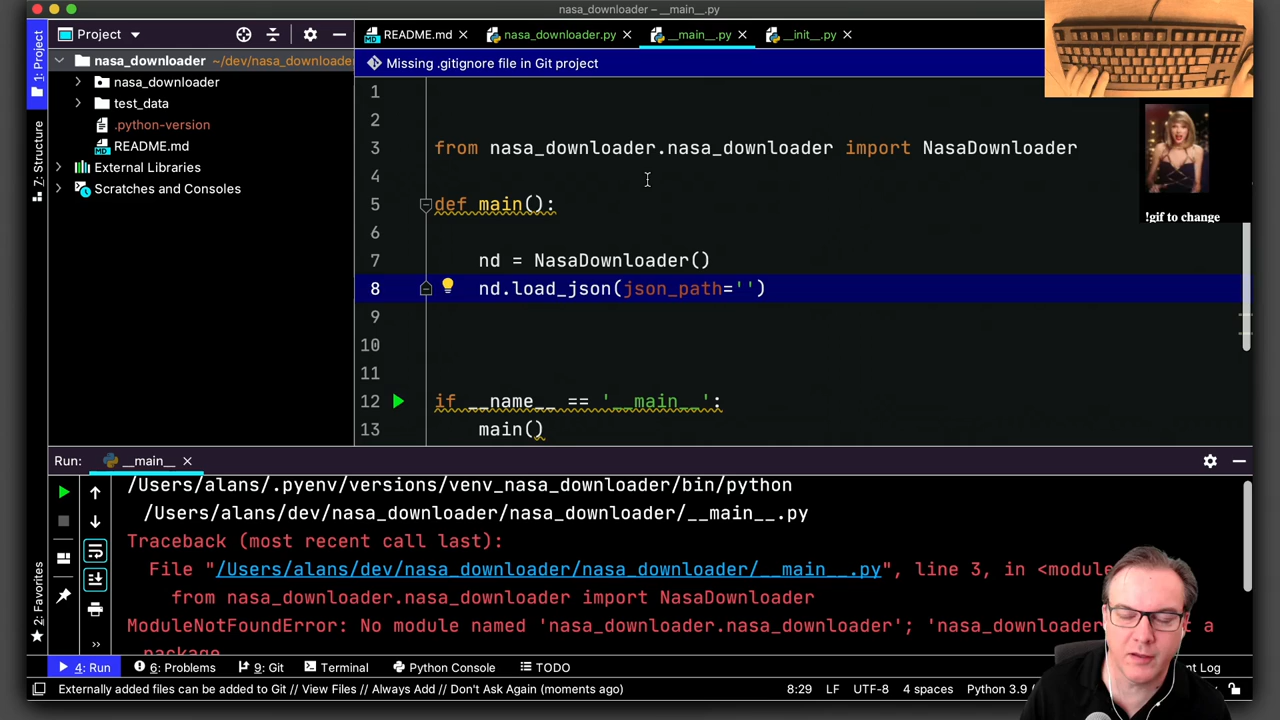 nasa_downloader – __main__.py
Project
README.md
nasa_downloader.py
__main__.py
__init__.py
1: Project
nasa_downloader ~/dev/nasa_downloader
Missing .gitignore file in Git project
nasa_downloader
test_data
.python-version
README.md
External Libraries
Scratches and Consoles
7: Structure
2: Favorites
1
2
3 from nasa_downloader.nasa_downloader import NasaDownloader
4
5 def main():
6
7 nd = NasaDownloader()
8 nd.load_json(json_path='')
9
10
11
12 if __name__ == '__main__':
13 main()
!gif to change
Run: __main__
/Users/alans/.pyenv/versions/venv_nasa_downloader/bin/python
/Users/alans/dev/nasa_downloader/nasa_downloader/__main__.py
Traceback (most recent call last):
File "/Users/alans/dev/nasa_downloader/nasa_downloader/__main__.py", line 3, in <module
from nasa_downloader.nasa_downloader import NasaDownloader
ModuleNotFoundError: No module named 'nasa_downloader.nasa_downloader'; 'nasa_downloader a
package
4: Run
6: Problems
9: Git
Terminal
Python Console
TODO
nt Log
Externally added files can be added to Git // View Files // Always Add // Don't Ask Again (moments ago)
8:29
LF
UTF-8
4 spaces
Python 3.9